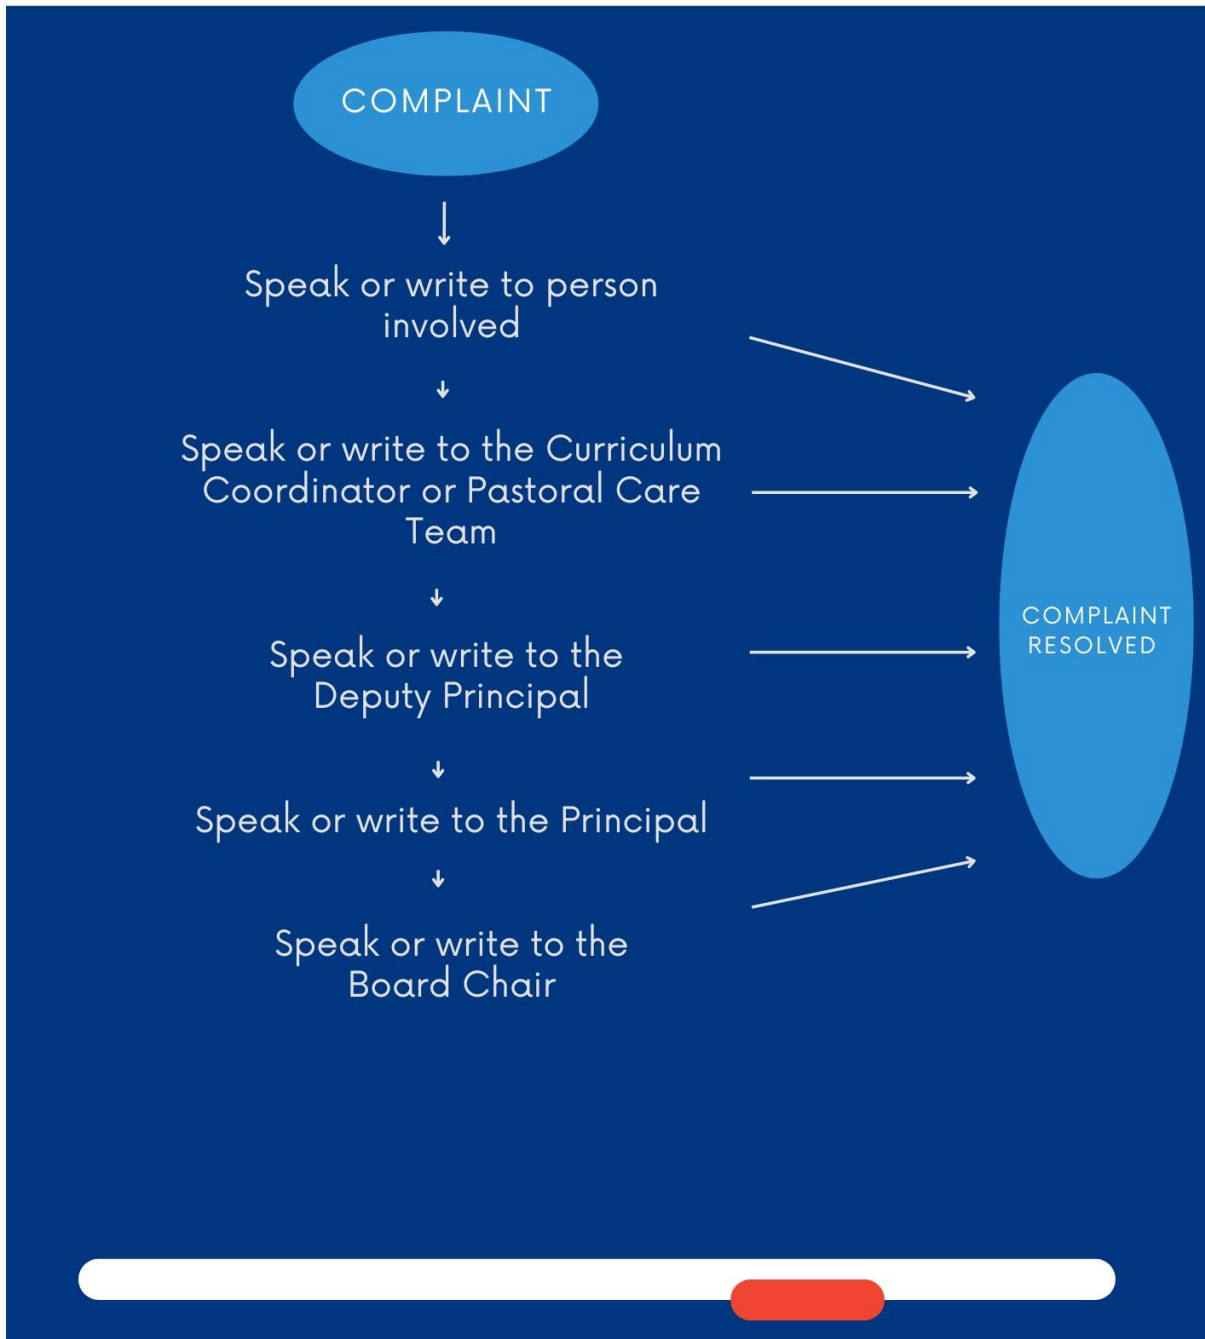 COMPLAINT
Speak or write to person
involved
Speak or write to the Curriculum
Coordinator or Pastoral Care
Team
Speak or write to the
Deputy Principal
Speak or write to the Principal
Speak or write to the
Board Chair
COMPLAINT
RESOLVED